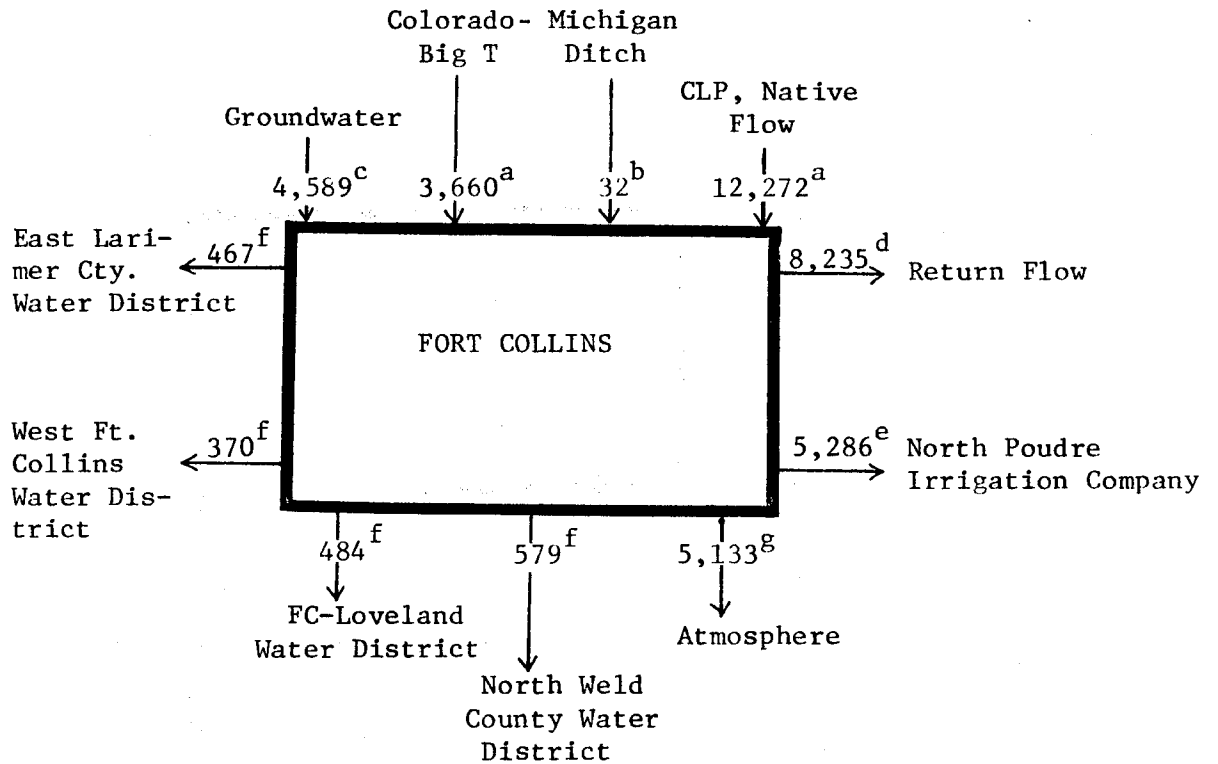 Colorado- Michigan
Big T Ditch
CLP, Native
Flow
Groundwater
4,589c 3,660a 32b 12,272a
East Lari-
mer Cty.
Water District
467f
8,235d
Return Flow
FORT COLLINS
West Ft.
Collins
Water Dis-
trict
370f
5,286e
North Poudre
Irrigation Company
484f 579f 5,133g
FC-Loveland
Water District
Atmosphere
North Weld
County Water
District